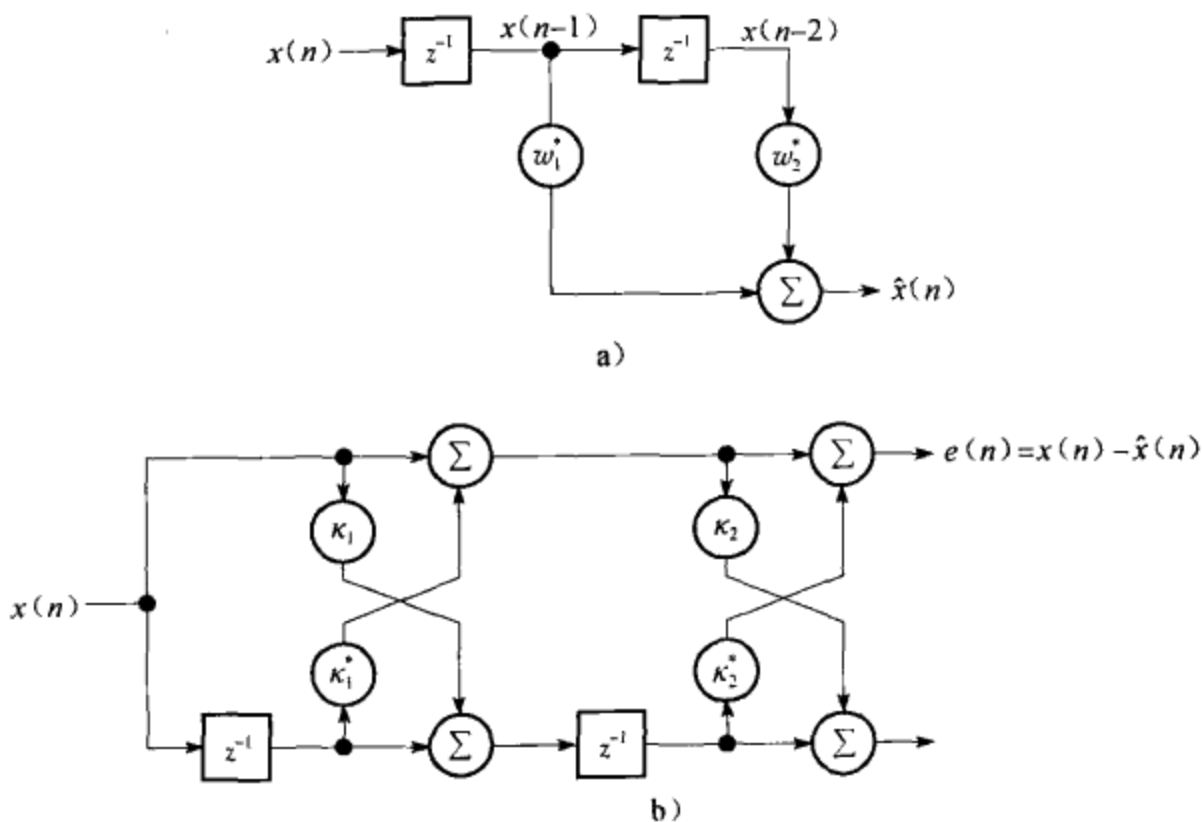 x(n) z⁻¹ x(n−1) z⁻¹ x(n−2)
w₁* w₂*
Σ x̂(n)
a)
Σ Σ e(n)=x(n)−x̂(n)
κ₁ κ₂
x(n)
κ₁* κ₂*
z⁻¹ Σ z⁻¹ Σ
b)